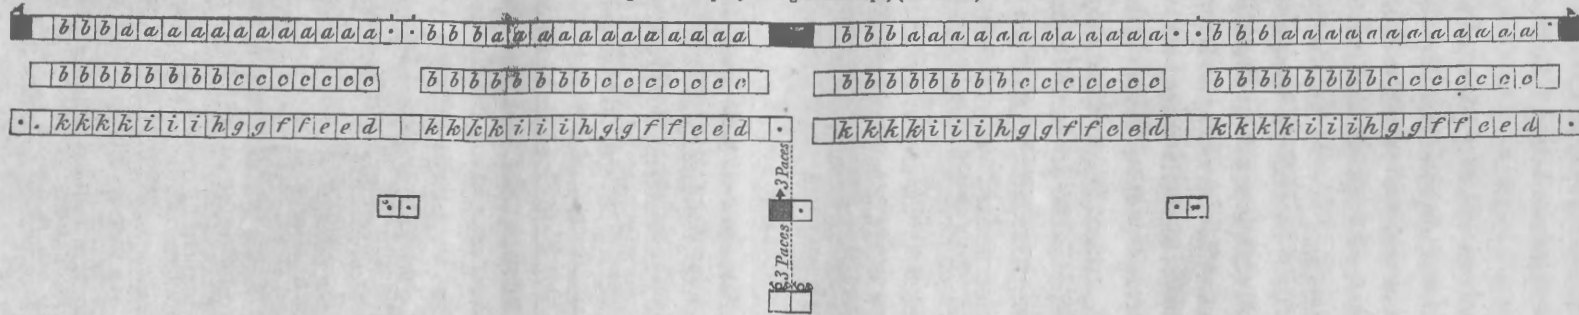 b b b a a a a a a a a a a a a b b b a a a a a a a a a a a a b b b a a a a a a a a a a a a b b b a a a a a a a a a a a a
b b b b b b b b c c c c c c c b b b b b b b b c c c c c c c b b b b b b b b c c c c c c c b b b b b b b b c c c c c c c
k k k k i i i h g g f f e e d k k k k i i i h g g f f e e d k k k k i i i h g g f f e e d k k k k i i i h g g f f e e d
3 Paces
3 Paces